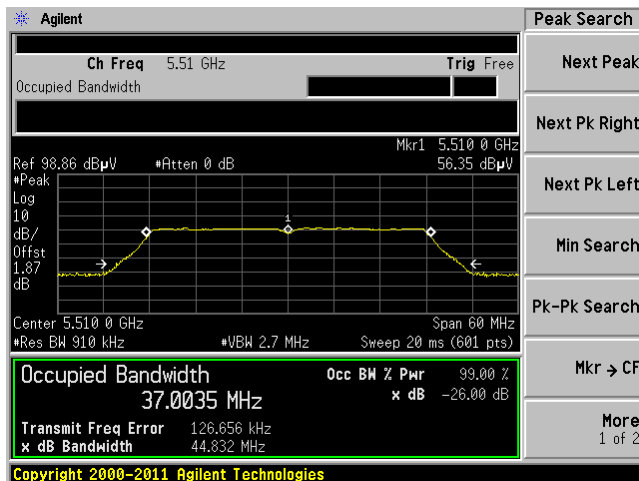 Agilent
Peak Search
Ch Freq 5.51 GHz Trig Free
Occupied Bandwidth
Next Peak
Next Pk Right
Next Pk Left
Min Search
Pk-Pk Search
Mkr → CF
More
1 of 2
Mkr1 5.510 0 GHz
Ref 98.86 dBµV #Atten 0 dB 56.35 dBµV
#Peak
Log
10
dB/
Offst
1.87
dB
1
Center 5.510 0 GHz Span 60 MHz
#Res BW 910 kHz #VBW 2.7 MHz Sweep 20 ms (601 pts)
Occupied Bandwidth Occ BW % Pwr 99.00 %
37.0035 MHz x dB -26.00 dB
Transmit Freq Error 126.656 kHz
x dB Bandwidth 44.832 MHz
Copyright 2000-2011 Agilent Technologies